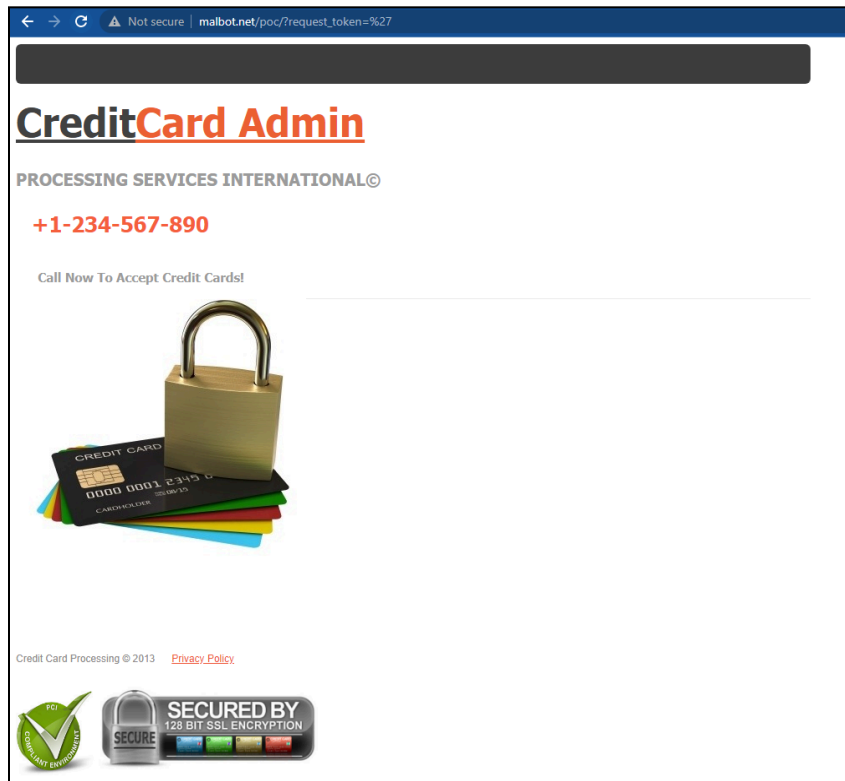 Not secure | malbot.net/poc/?request_token=%27
CreditCard Admin
PROCESSING SERVICES INTERNATIONAL©
+1-234-567-890
Call Now To Accept Credit Cards!
CREDIT CARD
0000 0001 2345
08/15
CARDHOLDER
Credit Card Processing © 2013 Privacy Policy
PCI
COMPLIANT ENVIRONMENT
SECURE
SECURED BY
128 BIT SSL ENCRYPTION